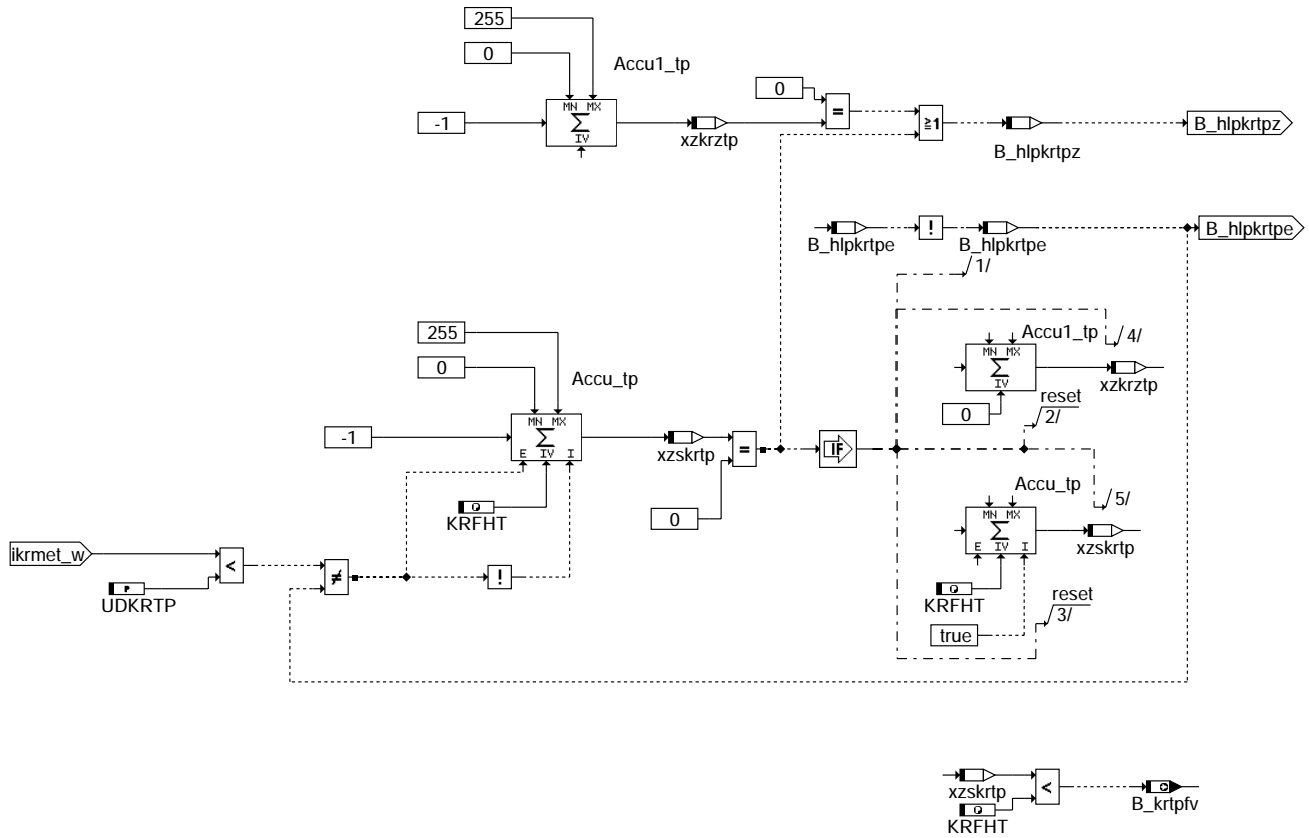 255
0
Accu1_tp
MN MX
-1
Σ
IV
xzkrztp
0
=
≥1
B_hlpkrtpz
B_hlpkrtpz
B_hlpkrtpe
!
B_hlpkrtpe
B_hlpkrtpe
1/
255
0
Accu_tp
MN MX
-1
Σ
E IV I
KRFHT
xzskrtp
=
0
IF
Accu1_tp
4/
MN MX
Σ
IV
xzkrztp
0
reset
2/
Accu_tp
5/
MN MX
Σ
E IV I
xzskrtp
KRFHT
true
reset
3/
ikrmet_w
<
P
UDKRTP
≠
!
xzskrtp
<
KRFHT
B_krtpfv